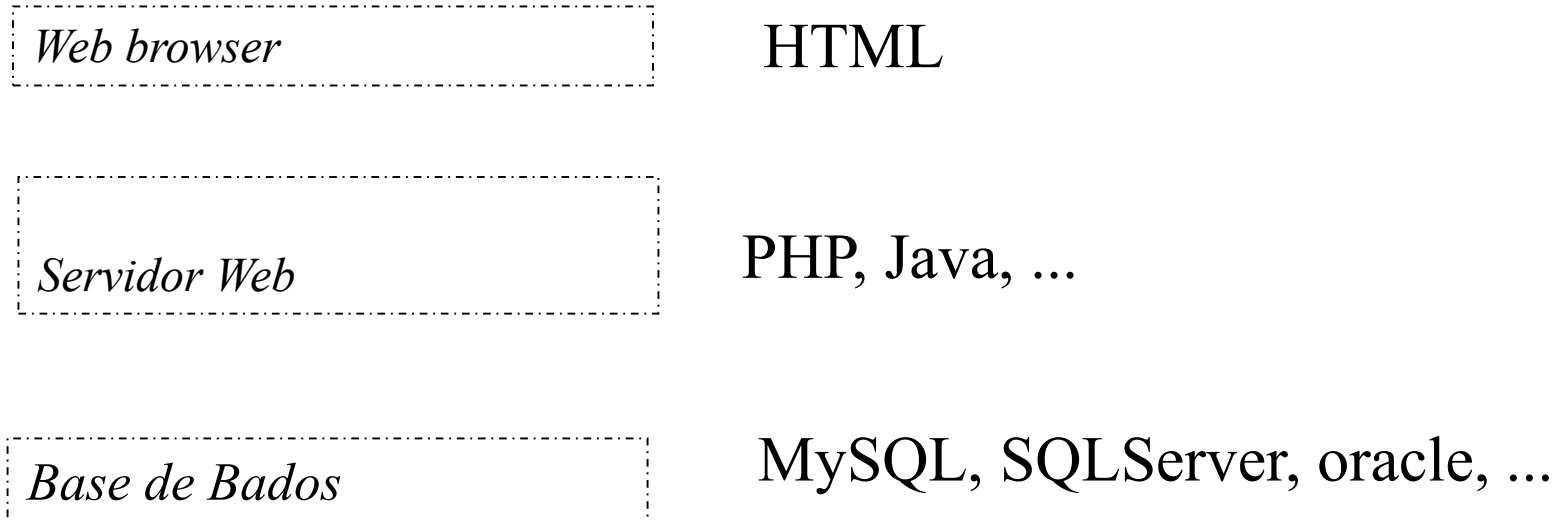 Web browser
HTML
Servidor Web
PHP, Java, ...
Base de Bados
MySQL, SQLServer, oracle, ...